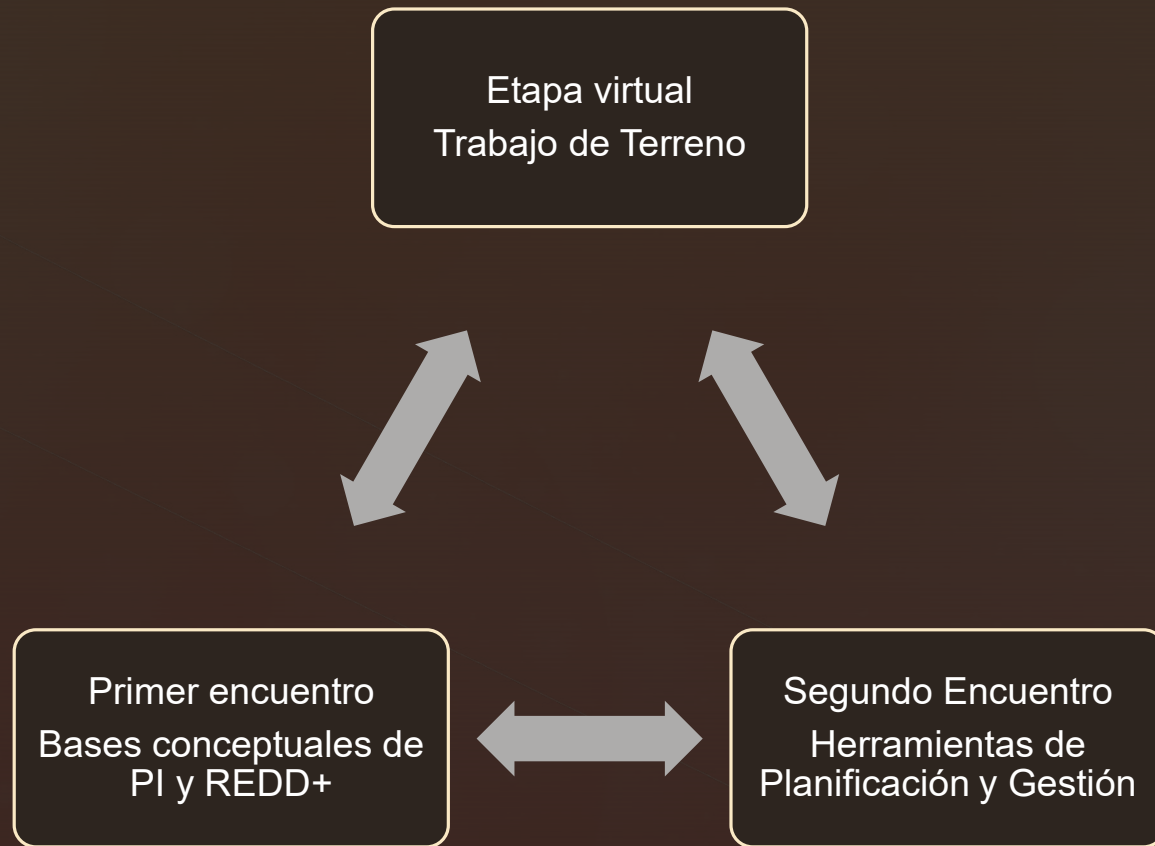 Etapa virtual
Trabajo de Terreno
Primer encuentro
Bases conceptuales de
PI y REDD+
Segundo Encuentro
Herramientas de
Planificación y Gestión